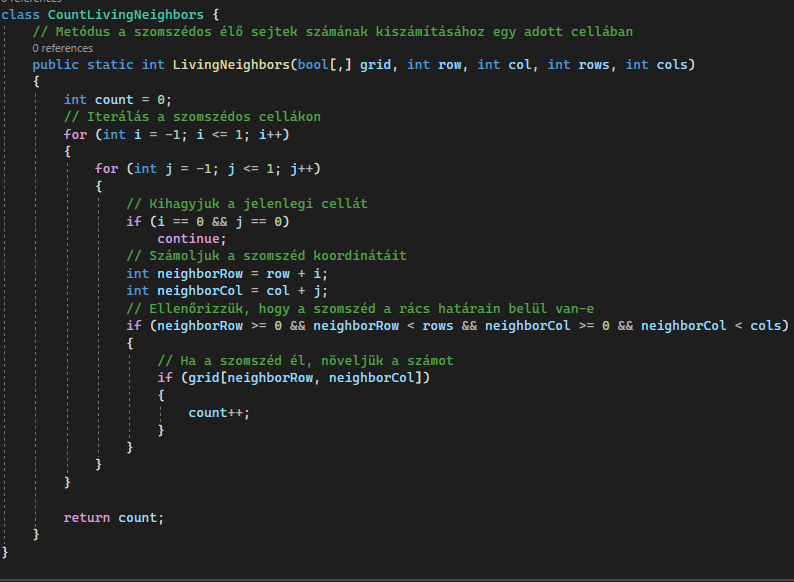 0 references
class CountLivingNeighbors {
// Metódus a szomszédos élő sejtek számának kiszámításához egy adott cellában
0 references
public static int LivingNeighbors(bool[,] grid, int row, int col, int rows, int cols)
{
int count = 0;
// Iterálás a szomszédos cellákon
for (int i = -1; i <= 1; i++)
{
for (int j = -1; j <= 1; j++)
{
// Kihagyjuk a jelenlegi cellát
if (i == 0 && j == 0)
continue;
// Számoljuk a szomszéd koordinátáit
int neighborRow = row + i;
int neighborCol = col + j;
// Ellenőrizzük, hogy a szomszéd a rács határain belül van-e
if (neighborRow >= 0 && neighborRow < rows && neighborCol >= 0 && neighborCol < cols)
{
// Ha a szomszéd él, növeljük a számot
if (grid[neighborRow, neighborCol])
{
count++;
}
}
}
}
return count;
}
}